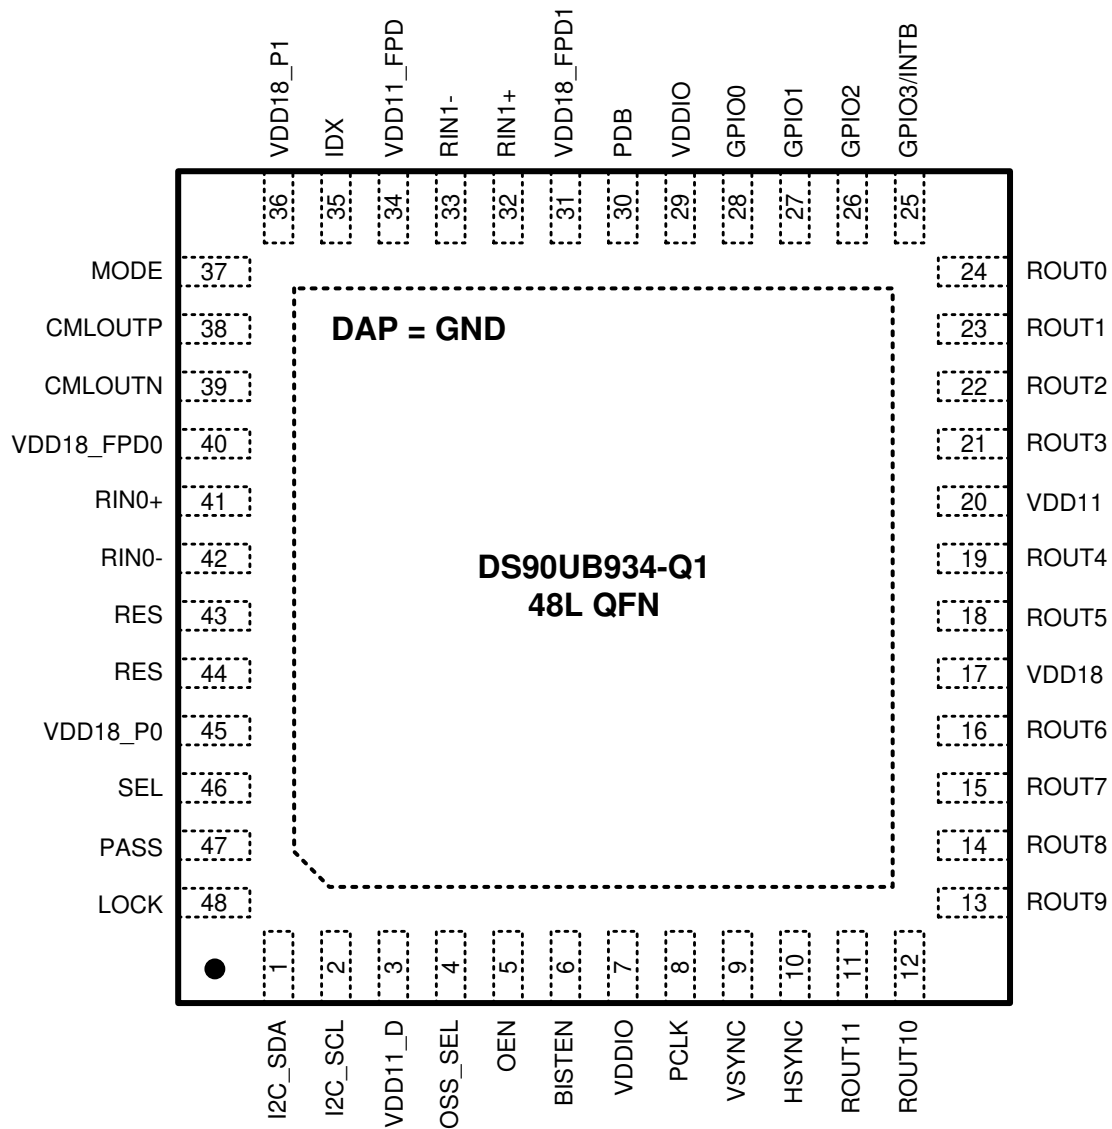 VDD18_P1
IDX
VDD11_FPD
RIN1-
RIN1+
VDD18_FPD1
PDB
VDDIO
GPIO0
GPIO1
GPIO2
GPIO3/INTB
36
35
34
33
32
31
30
29
28
27
26
25
MODE 37
CMLOUTP 38
CMLOUTN 39
VDD18_FPD0 40
RIN0+ 41
RIN0- 42
RES 43
RES 44
VDD18_P0 45
SEL 46
PASS 47
LOCK 48
DAP = GND
DS90UB934-Q1
48L QFN
24 ROUT0
23 ROUT1
22 ROUT2
21 ROUT3
20 VDD11
19 ROUT4
18 ROUT5
17 VDD18
16 ROUT6
15 ROUT7
14 ROUT8
13 ROUT9
1
2
3
4
5
6
7
8
9
10
11
12
I2C_SDA
I2C_SCL
VDD11_D
OSS_SEL
OEN
BISTEN
VDDIO
PCLK
VSYNC
HSYNC
ROUT11
ROUT10